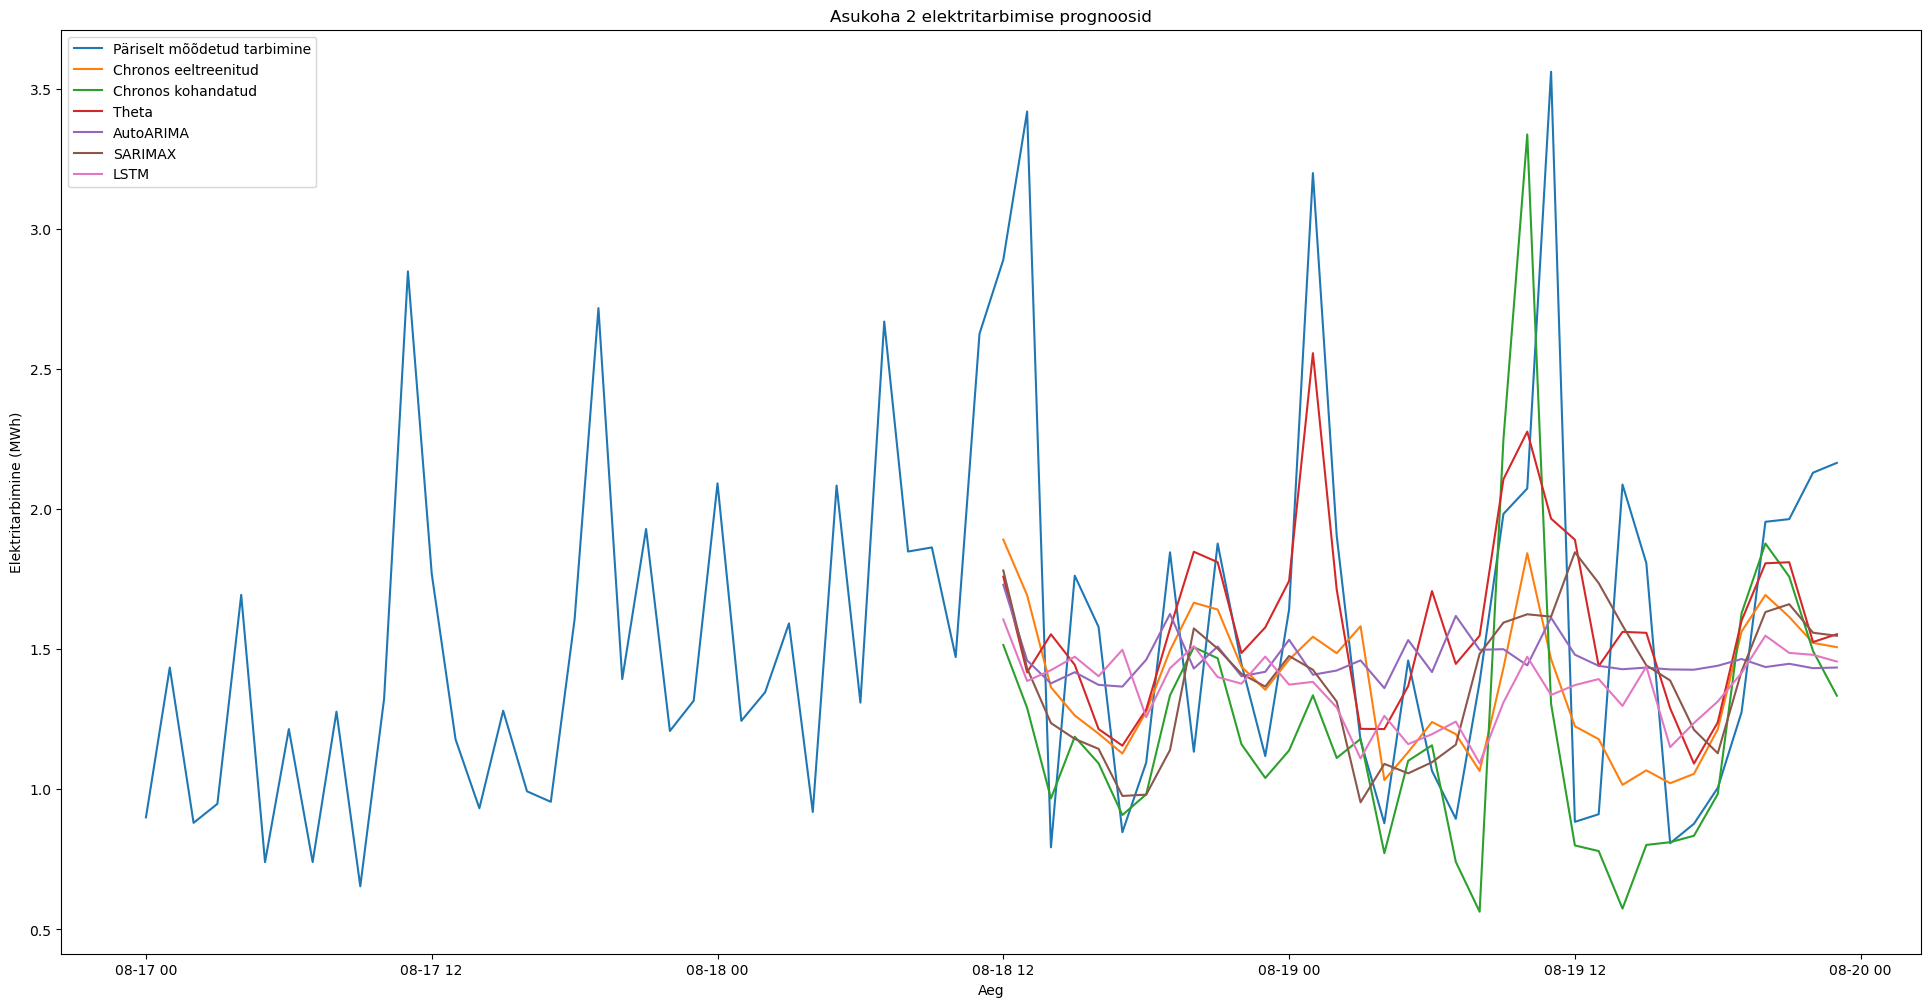 Asukoha 2 elektritarbimise prognoosid
Päriselt mõõdetud tarbimine
Chronos eeltreenitud
Chronos kohandatud
Theta
AutoARIMA
SARIMAX
LSTM
Elektritarbimine (MWh)
3.5
3.0
2.5
2.0
1.5
1.0
0.5
08-17 00
08-17 12
08-18 00
08-18 12
08-19 00
08-19 12
08-20 00
Aeg